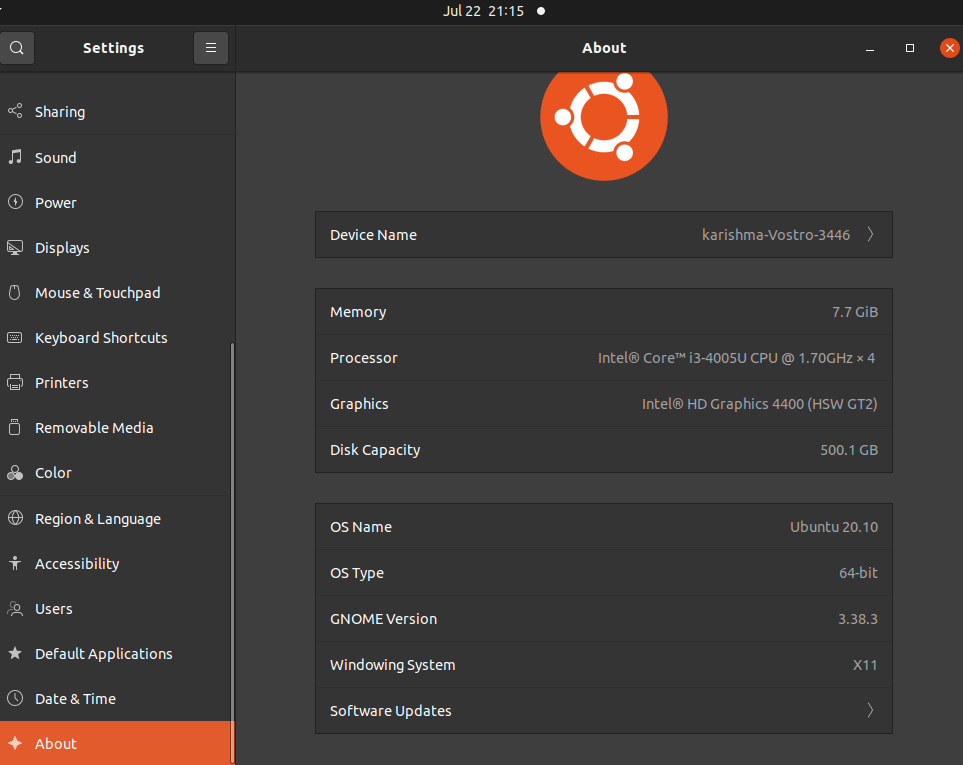 Jul 22 21:15
Settings
About
Sharing
Sound
Power
Displays
Mouse & Touchpad
Keyboard Shortcuts
Printers
Removable Media
Color
Region & Language
Accessibility
Users
Default Applications
Date & Time
About
Device Name karishma-Vostro-3446
Memory 7.7 GiB
Processor Intel® Core™ i3-4005U CPU @ 1.70GHz × 4
Graphics Intel® HD Graphics 4400 (HSW GT2)
Disk Capacity 500.1 GB
OS Name Ubuntu 20.10
OS Type 64-bit
GNOME Version 3.38.3
Windowing System X11
Software Updates